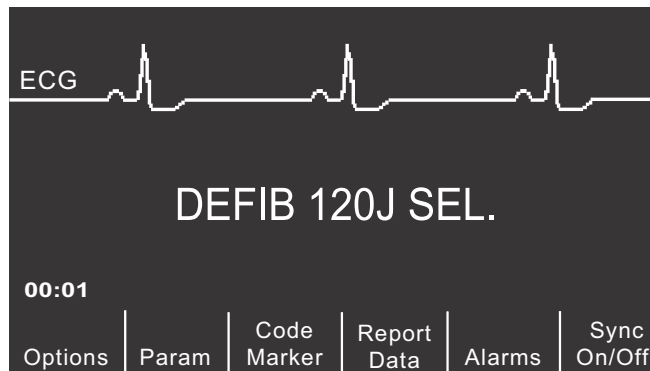 ECG
DEFIB 120J SEL.
00:01
Options
Param
Code
Marker
Report
Data
Alarms
Sync
On/Off